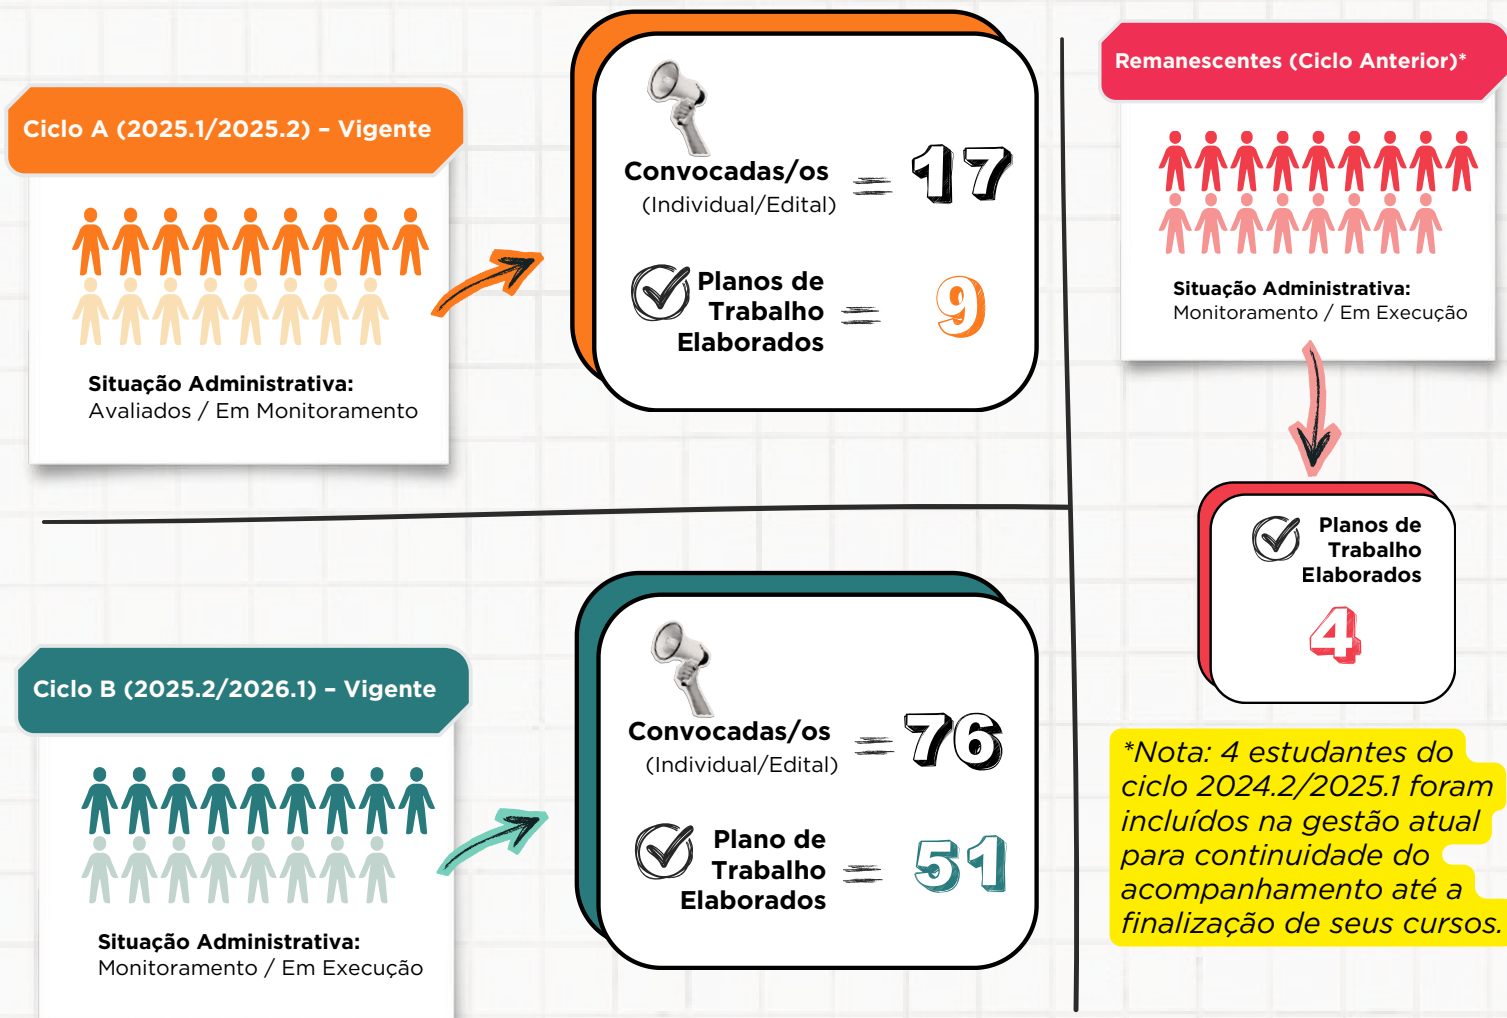 Ciclo A (2025.1/2025.2) – Vigente
Situação Administrativa:
Avaliados / Em Monitoramento
Convocadas/os
(Individual/Edital)
= 17
Planos de
Trabalho
Elaborados
= 9
Ciclo B (2025.2/2026.1) – Vigente
Situação Administrativa:
Monitoramento / Em Execução
Convocadas/os
(Individual/Edital)
= 76
Plano de
Trabalho
Elaborados
= 51
Remanescentes (Ciclo Anterior)*
Situação Administrativa:
Monitoramento / Em Execução
Planos de
Trabalho
Elaborados
4
*Nota: 4 estudantes do
ciclo 2024.2/2025.1 foram
incluídos na gestão atual
para continuidade do
acompanhamento até a
finalização de seus cursos.